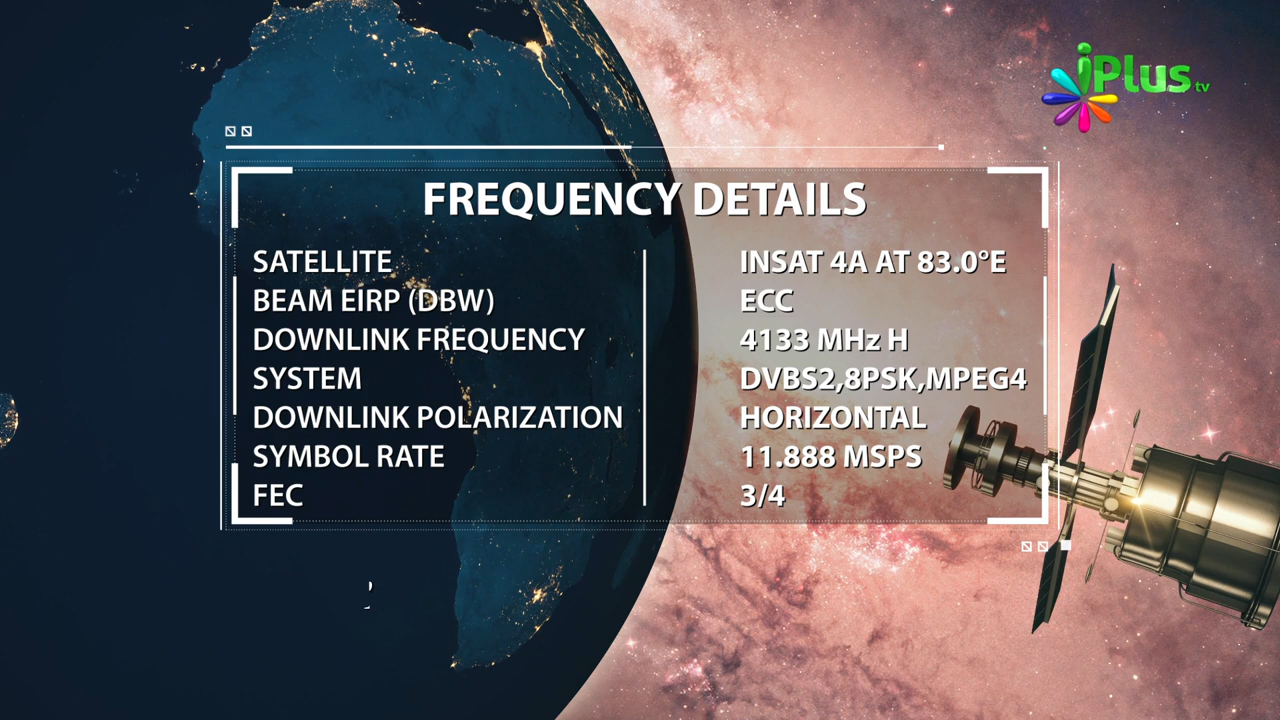 iPlus tv
FREQUENCY DETAILS
SATELLITE INSAT 4A AT 83.0°E
BEAM EIRP (DBW) ECC
DOWNLINK FREQUENCY 4133 MHz H
SYSTEM DVBS2,8PSK,MPEG4
DOWNLINK POLARIZATION HORIZONTAL
SYMBOL RATE 11.888 MSPS
FEC 3/4